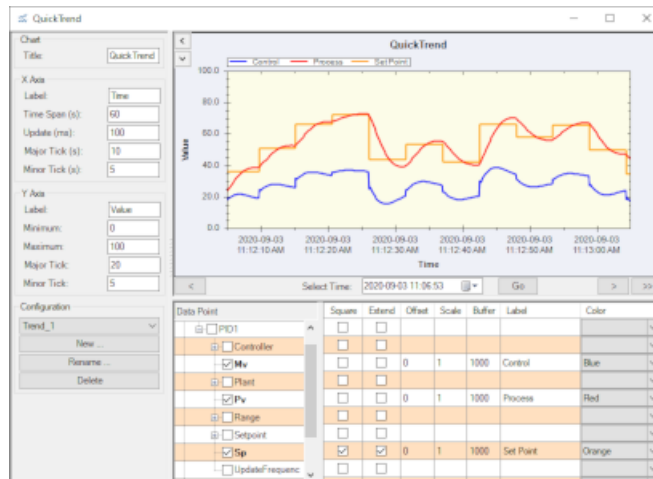 QuickTrend
Chart
Title: QuickTrend
X Axis
Label: Time
Time Span (s): 60
Update (ms): 100
Major Tick (s): 10
Minor Tick (s): 5
Y Axis
Label: Value
Minimum: 0
Maximum: 100
Major Tick: 20
Minor Tick: 5
Configuration
Trend_1
New ...
Rename ...
Delete
QuickTrend
Control Process Set Point
100.0
80.0
60.0
40.0
20.0
0.0
Value
2020-09-03 2020-09-03 2020-09-03 2020-09-03 2020-09-03 2020-09-03
11:12:10 AM 11:12:20 AM 11:12:30 AM 11:12:40 AM 11:12:50 AM 11:13:00 AM
Time
< Select Time: 2020-09-03 11:06:53 Go > >>
Data Point Square Extend Offset Scale Buffer Label Color
PID1
Controller
Mv 0 1 1000 Control Blue
Plant
Pv 0 1 1000 Process Red
Range
Setpoint
Sp 0 1 1000 Set Point Orange
UpdateFrequenc